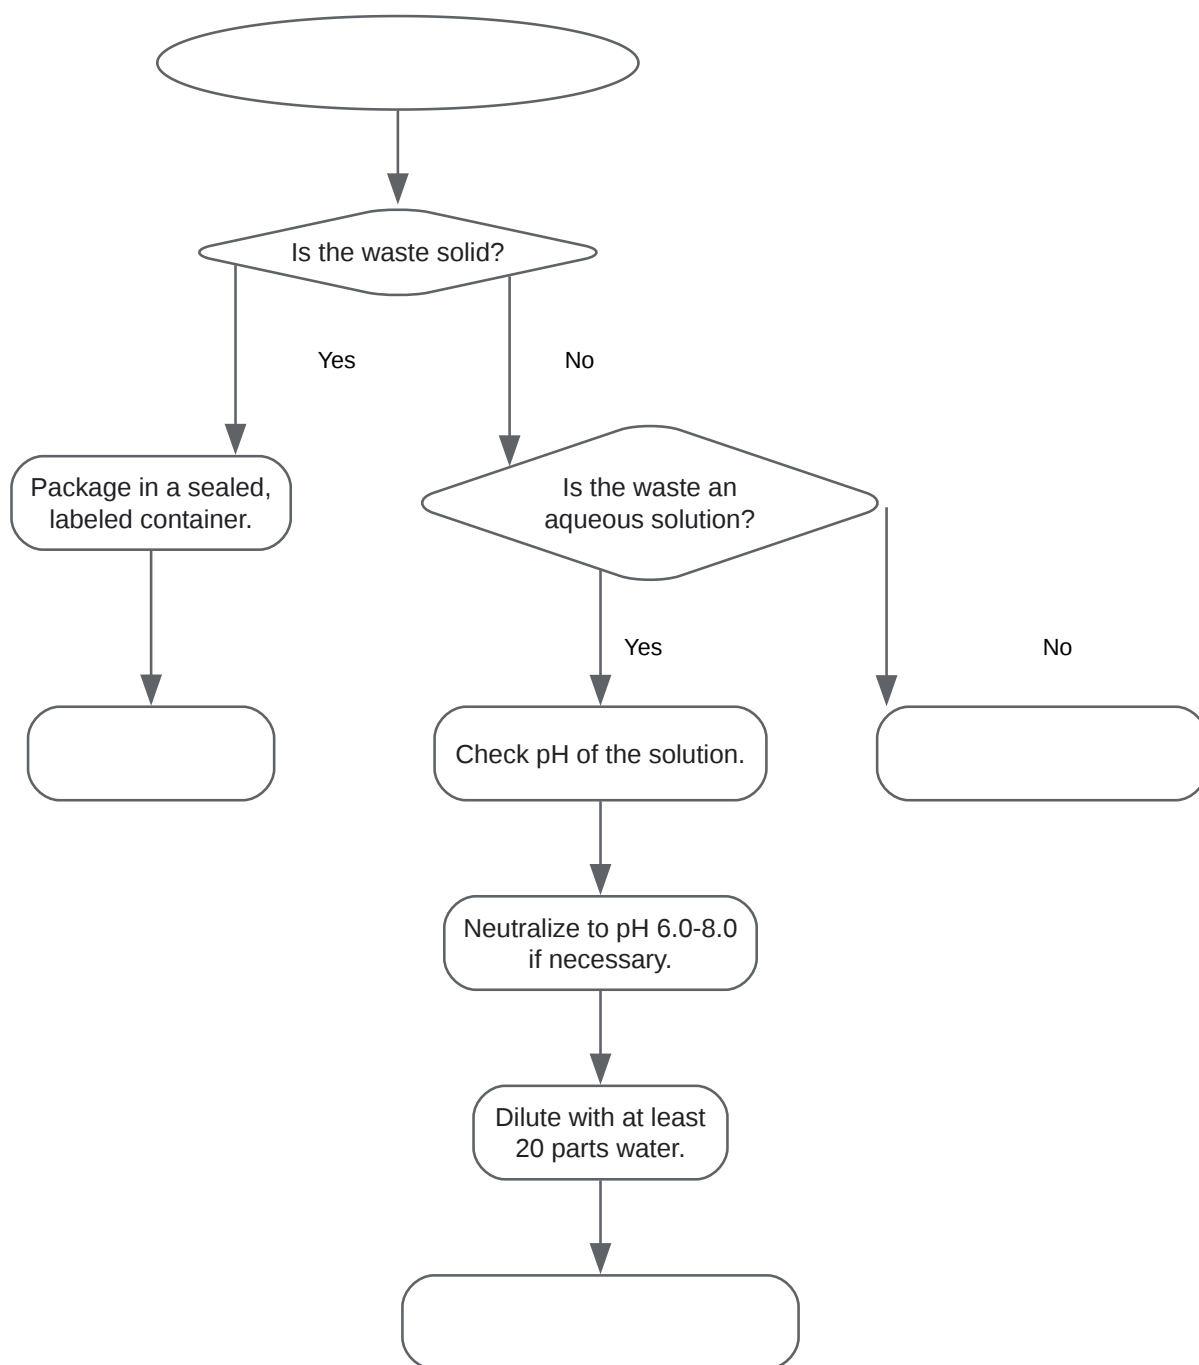 Is the waste solid?
Yes
No
Package in a sealed,
labeled container.
Is the waste an
aqueous solution?
Yes
No
Check pH of the solution.
Neutralize to pH 6.0-8.0
if necessary.
Dilute with at least
20 parts water.